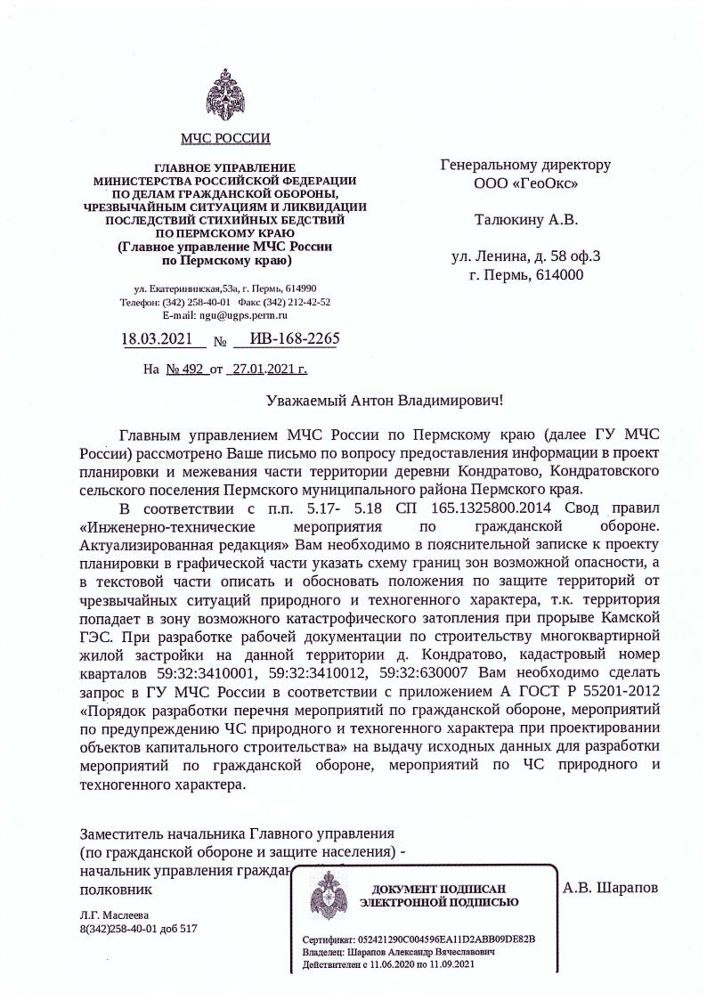 МЧС РОССИИ
ГЛАВНОЕ УПРАВЛЕНИЕ
МИНИСТЕРСТВА РОССИЙСКОЙ ФЕДЕРАЦИИ
ПО ДЕЛАМ ГРАЖДАНСКОЙ ОБОРОНЫ,
ЧРЕЗВЫЧАЙНЫМ СИТУАЦИЯМ И ЛИКВИДАЦИИ
ПОСЛЕДСТВИЙ СТИХИЙНЫХ БЕДСТВИЙ
ПО ПЕРМСКОМУ КРАЮ
(Главное управление МЧС России
по Пермскому краю)
ул. Екатерининская,53а, г. Пермь, 614990
Телефон: (342) 258-40-01 Факс (342) 212-42-52
E-mail: ngu@ugps.perm.ru
18.03.2021 № ИВ-168-2265
На № 492 от 27.01.2021 г.
Генеральному директору
ООО «ГеоОкс»
Талюкину А.В.
ул. Ленина, д. 58 оф.3
г. Пермь, 614000
Уважаемый Антон Владимирович!
Главным управлением МЧС России по Пермскому краю (далее ГУ МЧС
России) рассмотрено Ваше письмо по вопросу предоставления информации в проект
планировки и межевания части территории деревни Кондратово, Кондратовского
сельского поселения Пермского муниципального района Пермского края.
В соответствии с п.п. 5.17- 5.18 СП 165.1325800.2014 Свод правил
«Инженерно-технические мероприятия по гражданской обороне.
Актуализированная редакция» Вам необходимо в пояснительной записке к проекту
планировки в графической части указать схему границ зон возможной опасности, а
в текстовой части описать и обосновать положения по защите территорий от
чрезвычайных ситуаций природного и техногенного характера, т.к. территория
попадает в зону возможного катастрофического затопления при прорыве Камской
ГЭС. При разработке рабочей документации по строительству многоквартирной
жилой застройки на данной территории д. Кондратово, кадастровый номер
кварталов 59:32:3410001, 59:32:3410012, 59:32:630007 Вам необходимо сделать
запрос в ГУ МЧС России в соответствии с приложением А ГОСТ Р 55201-2012
«Порядок разработки перечня мероприятий по гражданской обороне, мероприятий
по предупреждению ЧС природного и техногенного характера при проектировании
объектов капитального строительства» на выдачу исходных данных для разработки
мероприятий по гражданской обороне, мероприятий по ЧС природного и
техногенного характера.
Заместитель начальника Главного управления
(по гражданской обороне и защите населения) -
начальник управления граждан
полковник
А.В. Шарапов
ДОКУМЕНТ ПОДПИСАН
ЭЛЕКТРОННОЙ ПОДПИСЬЮ
Сертификат: 052421290C004596EA11D2ABB09DE82B
Владелец: Шарапов Александр Вячеславович
Действителен с 11.06.2020 по 11.09.2021
Л.Г. Маслеева
8(342)258-40-01 доб 517